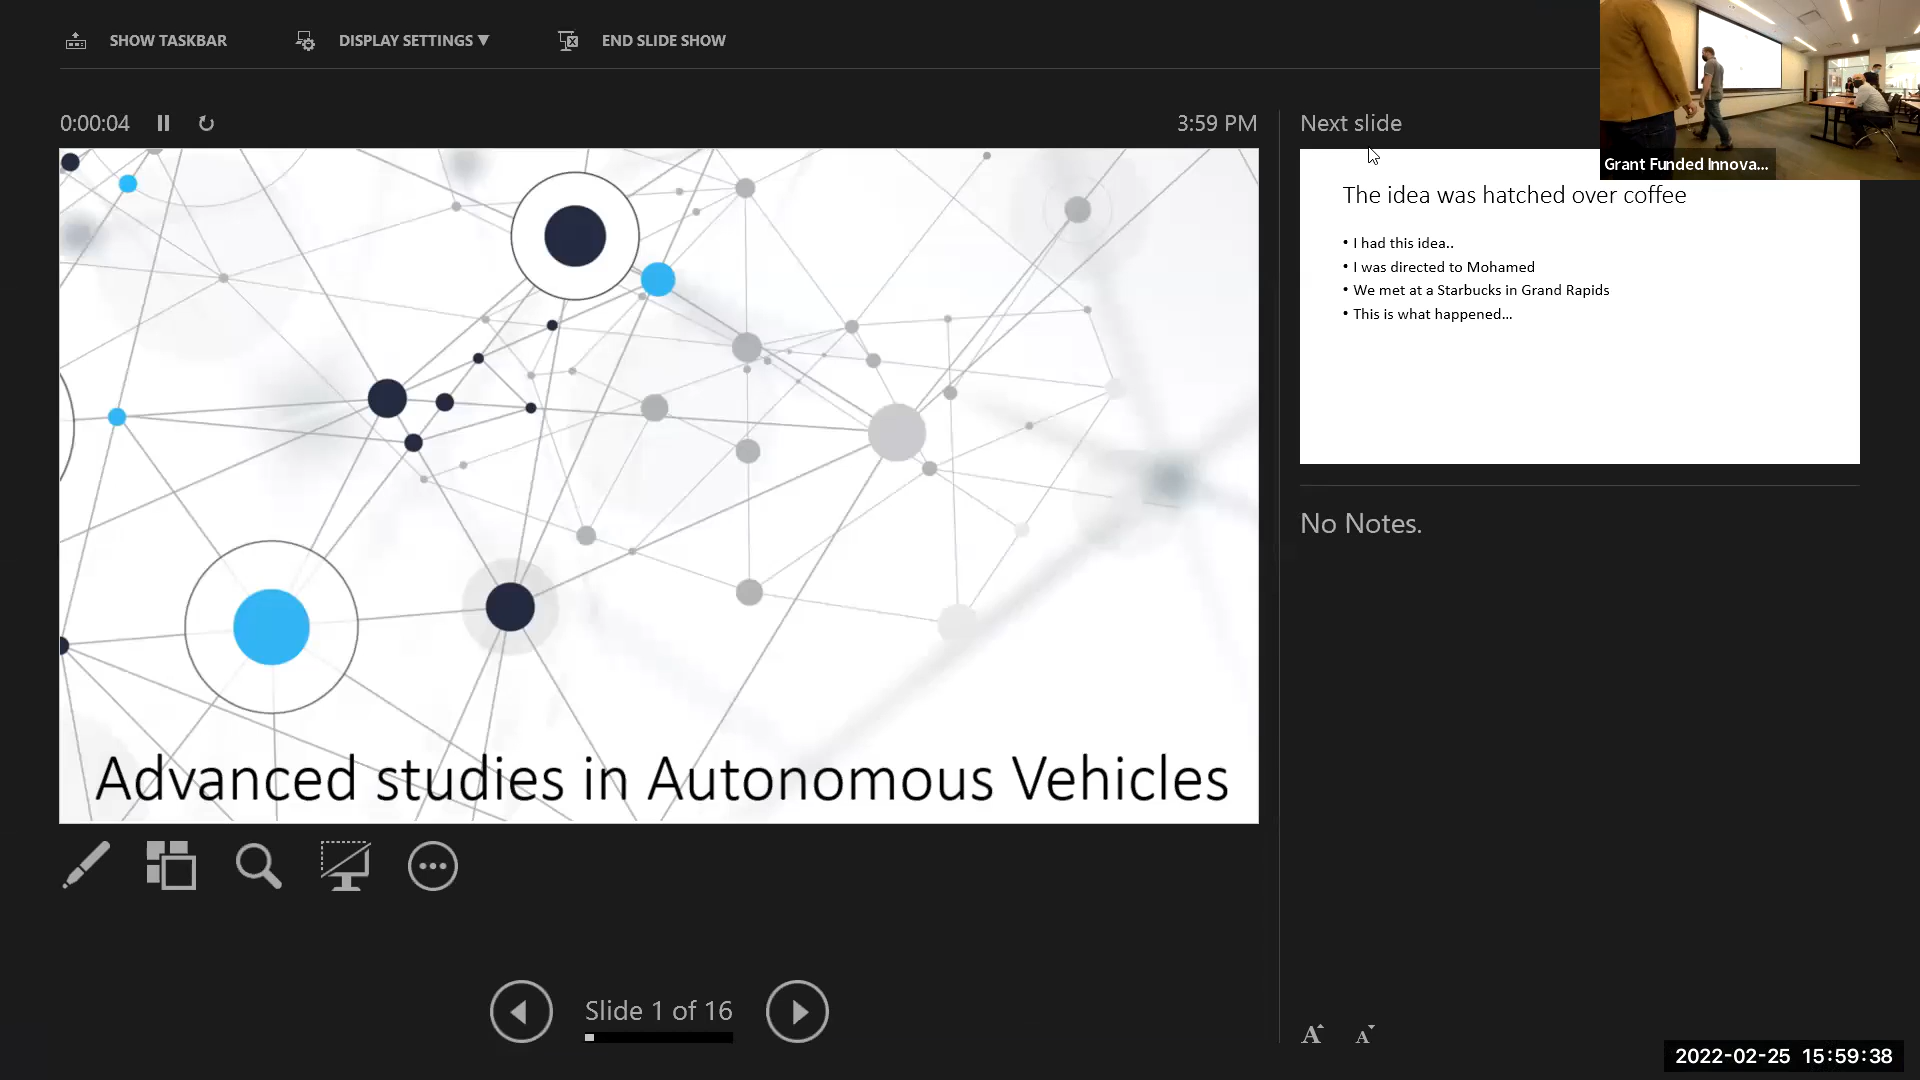 SHOW TASKBAR
DISPLAY SETTINGS ▼
END SLIDE SHOW
0:00:04
3:59 PM
Advanced studies in Autonomous Vehicles
Slide 1 of 16
Next slide
Grant Funded Innova...
The idea was hatched over coffee
• I had this idea..
• I was directed to Mohamed
• We met at a Starbucks in Grand Rapids
• This is what happened…
No Notes.
A A
2022-02-25 15:59:38